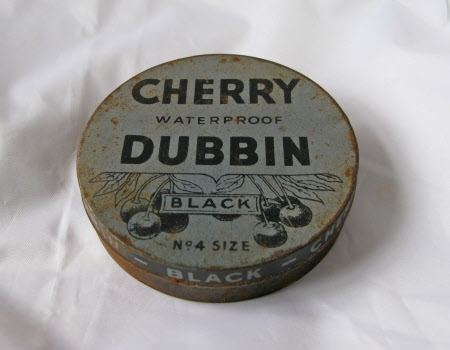 CHERRY
WATERPROOF
DUBBIN
BLACK
Nº4 SIZE
– BLACK –